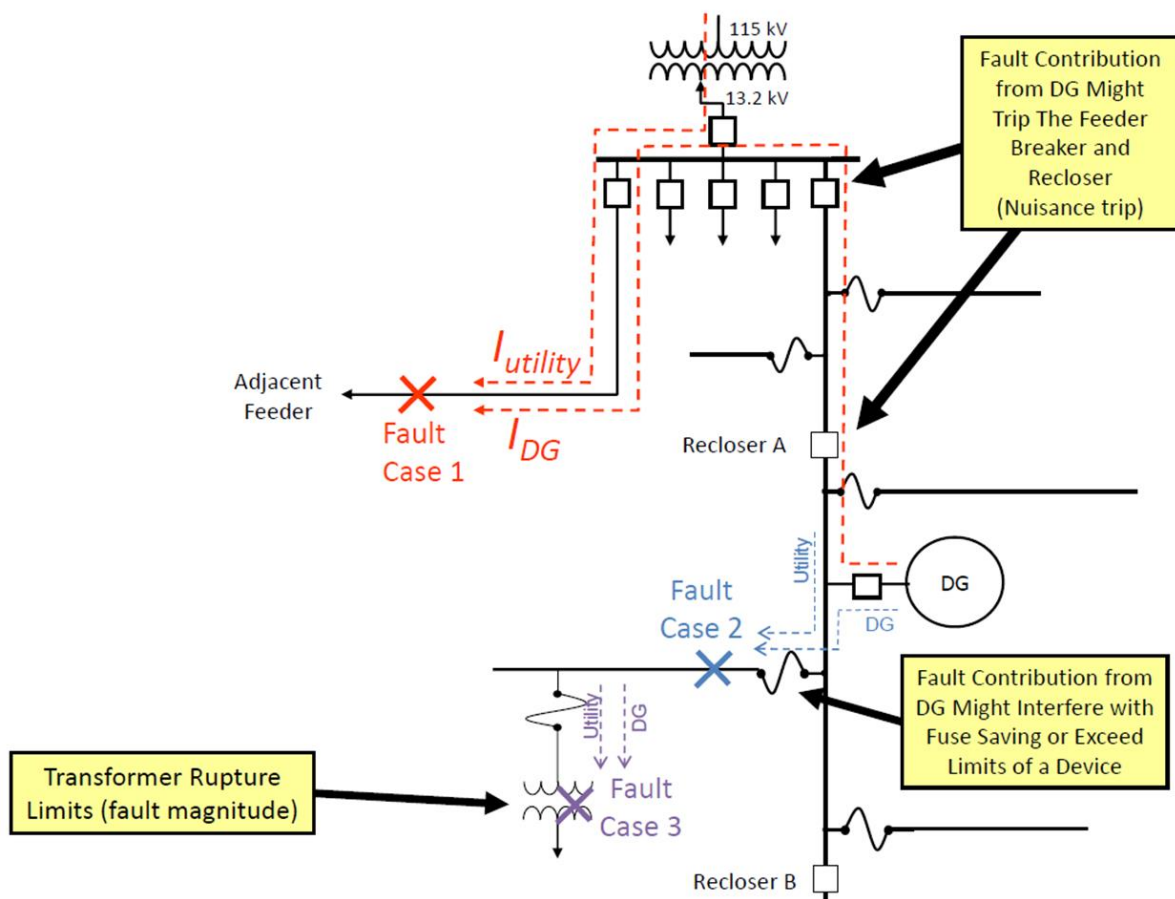 115 kV
13.2 kV
Fault Contribution
from DG Might
Trip The Feeder
Breaker and
Recloser
(Nuisance trip)
I utility
Adjacent
Feeder
I DG
Fault
Case 1
Recloser A
Utility
DG
DG
Fault
Case 2
Fault Contribution from
DG Might Interfere with
Fuse Saving or Exceed
Limits of a Device
Utility
DG
Transformer Rupture
Limits (fault magnitude)
Fault
Case 3
Recloser B